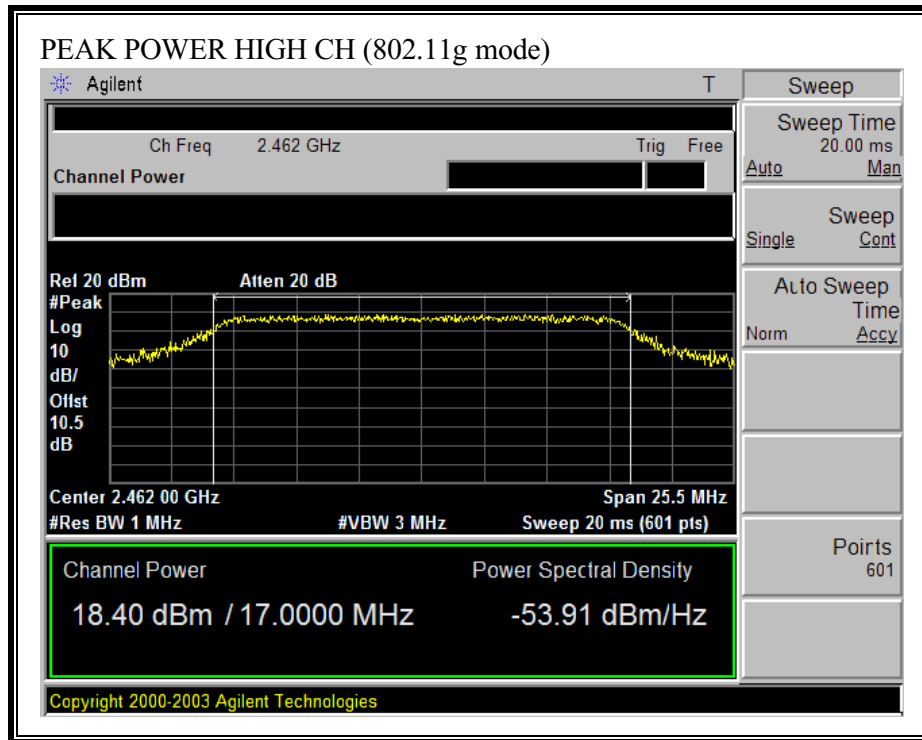 PEAK POWER HIGH CH (802.11g mode)
Agilent T
Sweep
Ch Freq 2.462 GHz Trig Free
Channel Power
Sweep Time
20.00 ms
Auto Man
Sweep
Single Cont
Ref 20 dBm Atten 20 dB
#Peak
Log
10
dB/
Offst
10.5
dB
Auto Sweep
Time
Norm Accy
Center 2.462 00 GHz Span 25.5 MHz
#Res BW 1 MHz #VBW 3 MHz Sweep 20 ms (601 pts)
Points
601
Channel Power Power Spectral Density
18.40 dBm / 17.0000 MHz -53.91 dBm/Hz
Copyright 2000-2003 Agilent Technologies